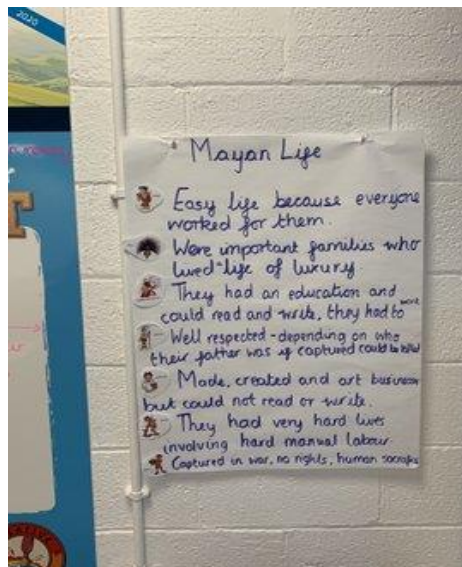 2020
Mayan Life
Easy life because everyone
worked for them.
Were important families who
lived life of luxury
They had an education and
could read and write, they had to work
Well respected - depending on who
their father was if captured could be killed
Made, created and art business
but could not read or write.
They had very hard lives
involving hard manual labour.
Captured in war, no rights, human sacrifice